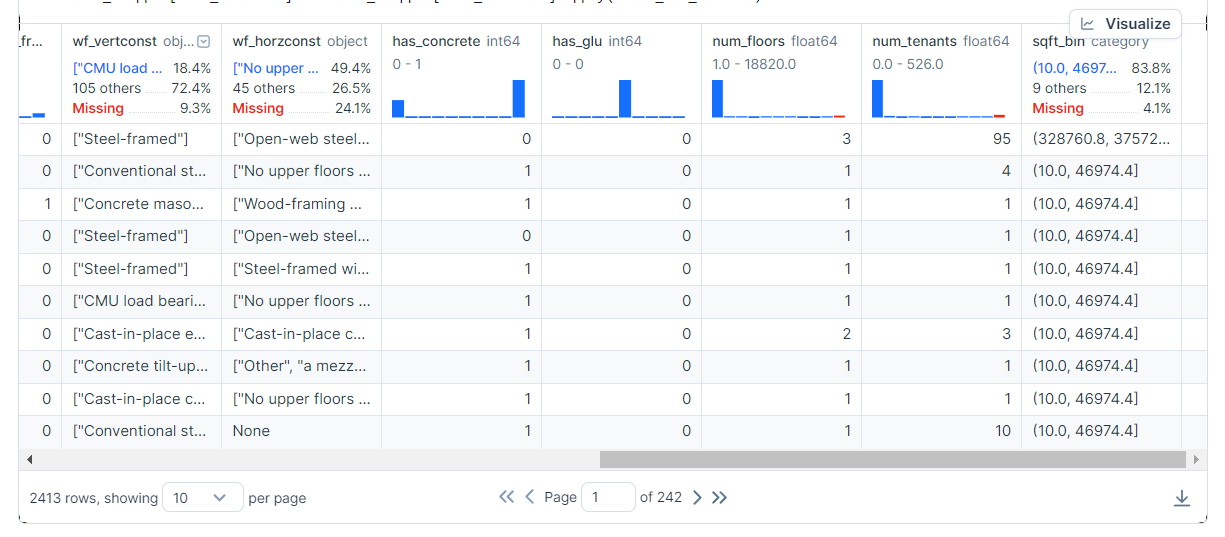 Visualize
_fr... wf_vertconst obj... wf_horzconst object has_concrete int64 has_glu int64 num_floors float64 num_tenants float64 sqft_bin category
["CMU load ... 18.4% ["No upper ... 49.4% 0 - 1 0 - 0 1.0 - 18820.0 0.0 - 526.0 (10.0, 4697... 83.8%
105 others 72.4% 45 others 26.5% 9 others 12.1%
Missing 9.3% Missing 24.1% Missing 4.1%
0 ["Steel-framed"] ["Open-web steel... 0 0 3 95 (328760.8, 37572...
0 ["Conventional st... ["No upper floors ... 1 0 1 4 (10.0, 46974.4]
1 ["Concrete maso... ["Wood-framing ... 1 0 1 1 (10.0, 46974.4]
0 ["Steel-framed"] ["Open-web steel... 0 0 1 1 (10.0, 46974.4]
0 ["Steel-framed"] ["Steel-framed wi... 1 0 1 1 (10.0, 46974.4]
0 ["CMU load beari... ["No upper floors ... 1 0 1 1 (10.0, 46974.4]
0 ["Cast-in-place e... ["Cast-in-place c... 1 0 2 3 (10.0, 46974.4]
0 ["Concrete tilt-up... ["Other", "a mezz... 1 0 1 1 (10.0, 46974.4]
0 ["Cast-in-place c... ["No upper floors ... 1 0 1 1 (10.0, 46974.4]
0 ["Conventional st... None 1 0 1 10 (10.0, 46974.4]
2413 rows, showing 10 per page Page 1 of 242